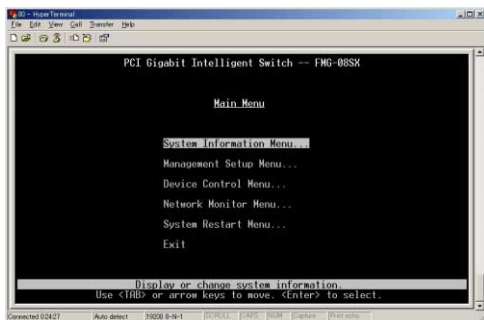 00 - HyperTerminal
File Edit View Call Transfer Help
PCI Gigabit Intelligent Switch -- FMG-08SX
Main Menu
System Information Menu...
Management Setup Menu...
Device Control Menu...
Network Monitor Menu...
System Restart Menu...
Exit
Display or change system information.
Use <TAB> or arrow keys to move. <Enter> to select.
Connected 0:24:27 Auto detect 19200 8-N-1 SCROLL CAPS NUM Capture Print echo